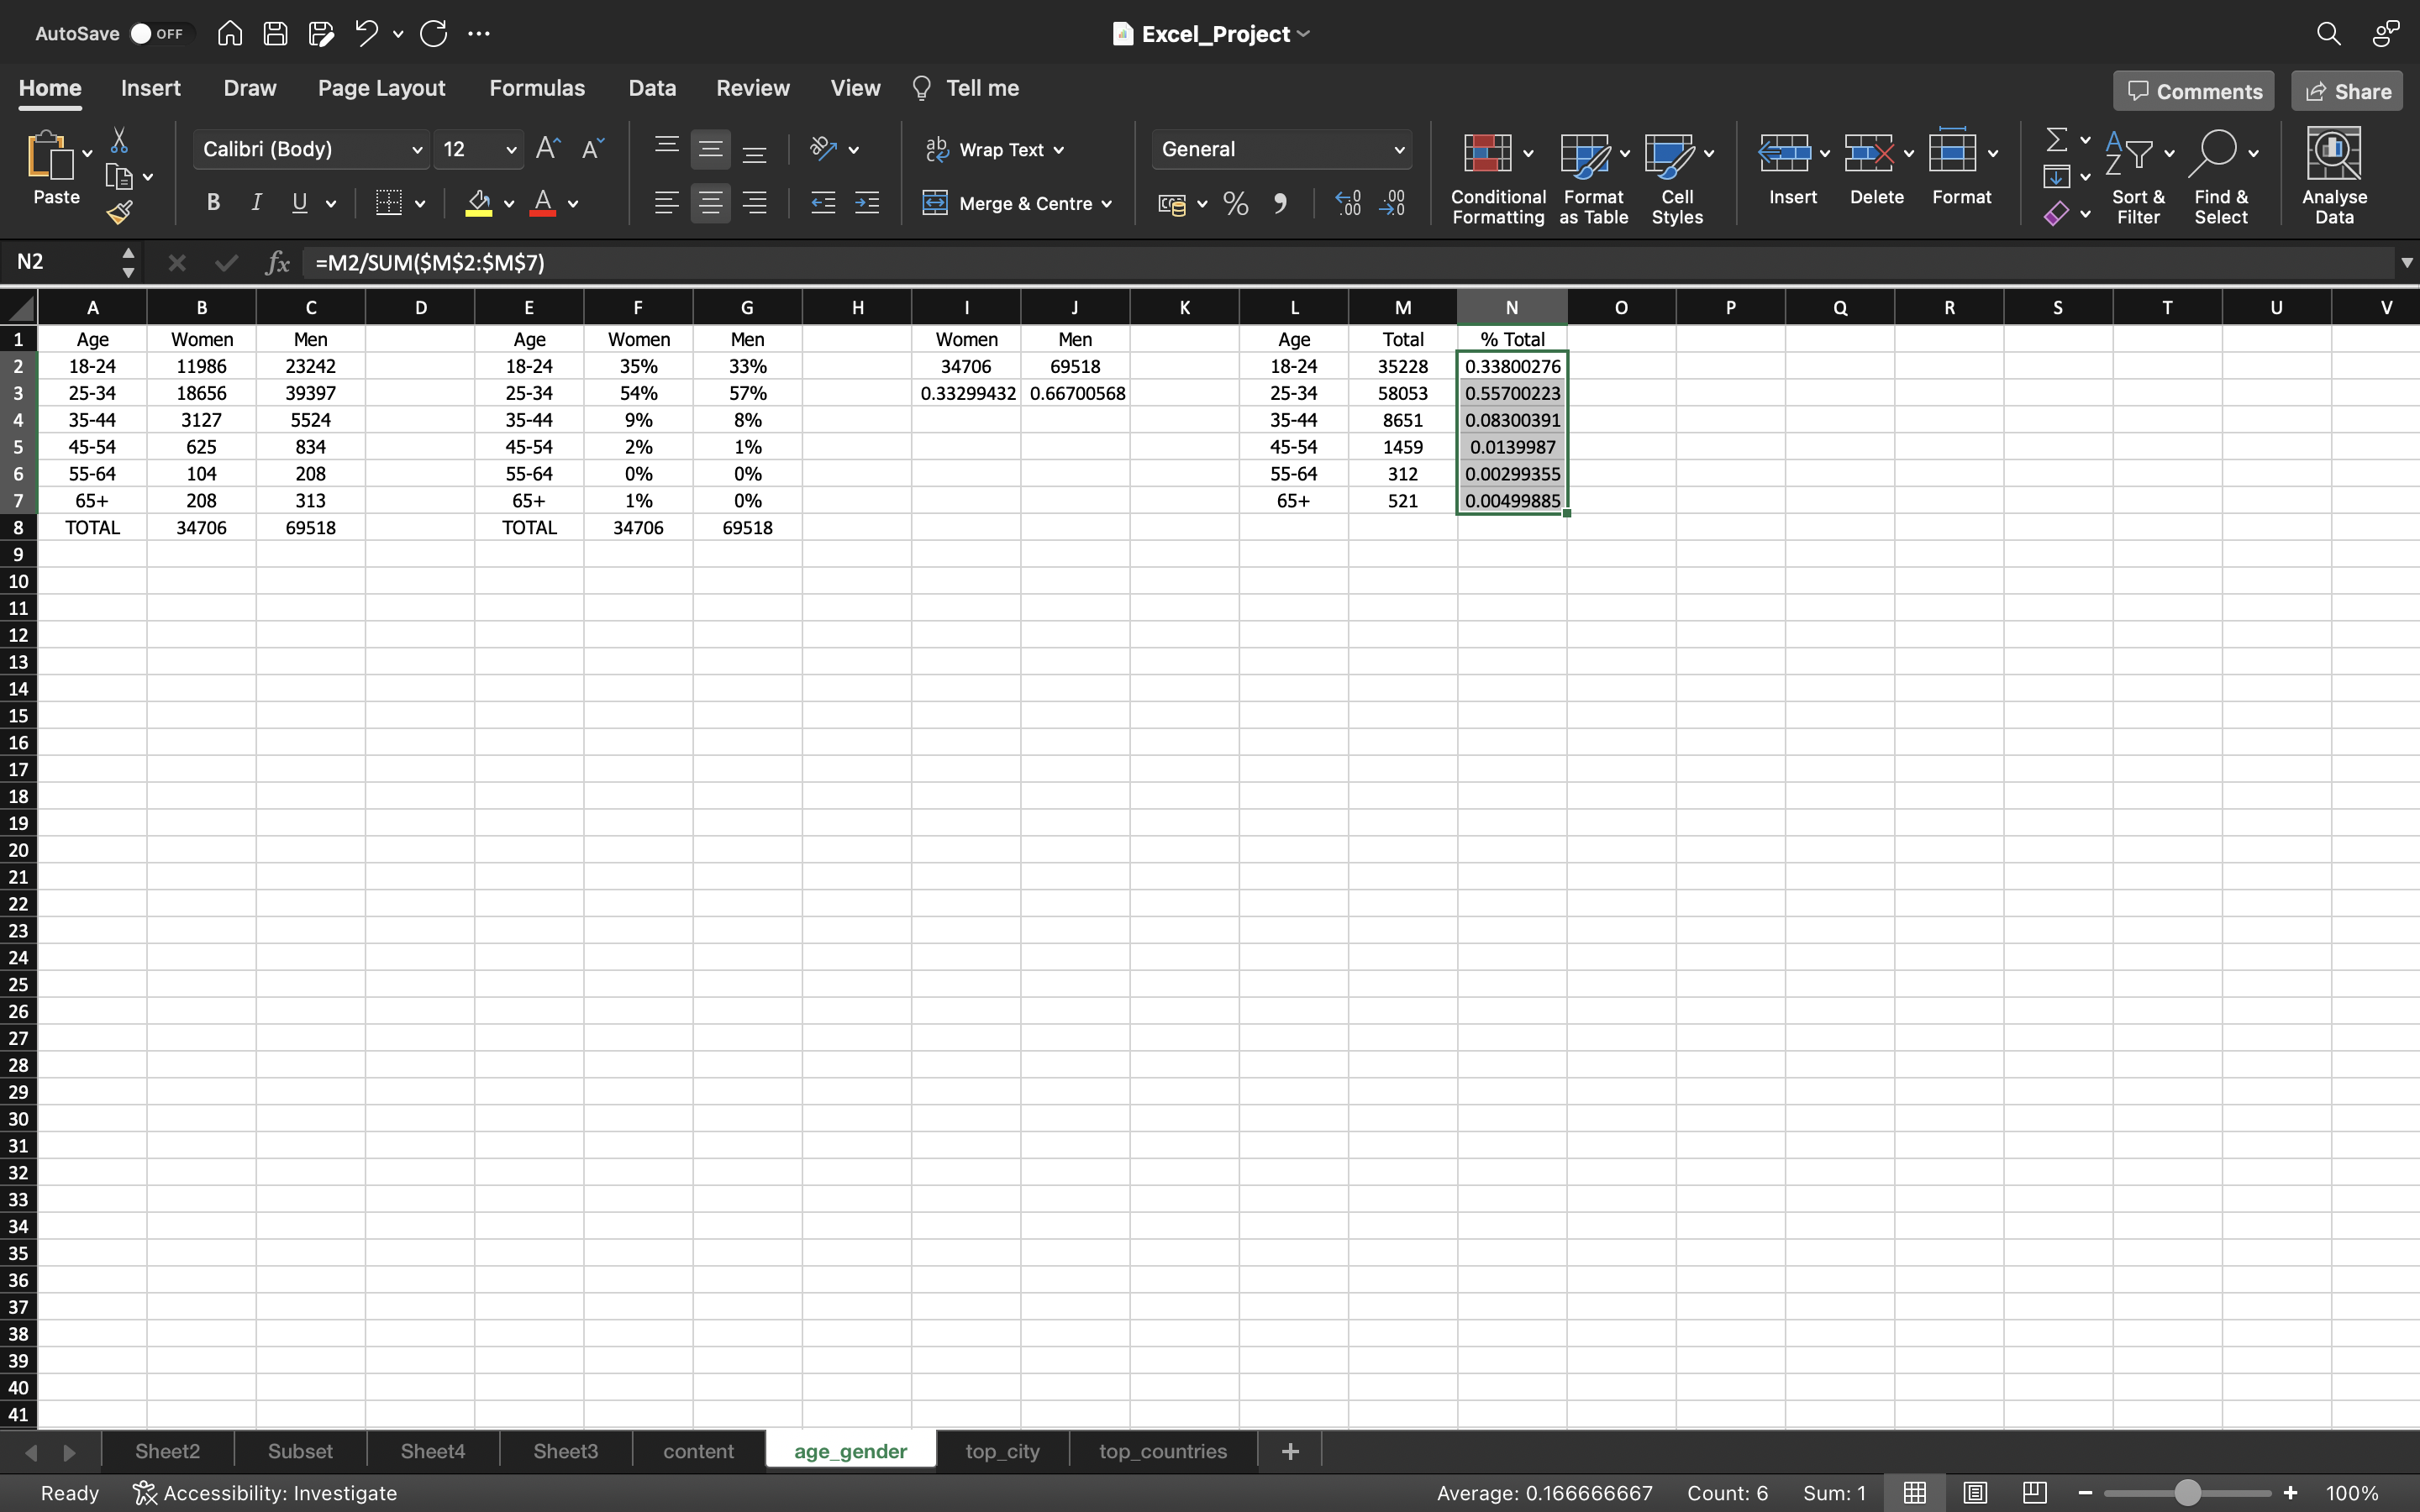 AutoSave OFF Excel_Project
Home Insert Draw Page Layout Formulas Data Review View Tell me Comments Share
Paste Calibri (Body) 12 Wrap Text General Conditional Formatting Format as Table Cell Styles Insert Delete Format Sort & Filter Find & Select Analyse Data
B I U Merge & Centre
N2 fx =M2/SUM($M$2:$M$7)
A B C D E F G H I J K L M N O P Q R S T U V
1 Age Women Men Age Women Men Women Men Age Total % Total
2 18-24 11986 23242 18-24 35% 33% 34706 69518 18-24 35228 0.33800276
3 25-34 18656 39397 25-34 54% 57% 0.33299432 0.66700568 25-34 58053 0.55700223
4 35-44 3127 5524 35-44 9% 8% 35-44 8651 0.08300391
5 45-54 625 834 45-54 2% 1% 45-54 1459 0.0139987
6 55-64 104 208 55-64 0% 0% 55-64 312 0.00299355
7 65+ 208 313 65+ 1% 0% 65+ 521 0.00499885
8 TOTAL 34706 69518 TOTAL 34706 69518
9
10
11
12
13
14
15
16
17
18
19
20
21
22
23
24
25
26
27
28
29
30
31
32
33
34
35
36
37
38
39
40
41
Sheet2 Subset Sheet4 Sheet3 content age_gender top_city top_countries +
Ready Accessibility: Investigate Average: 0.166666667 Count: 6 Sum: 1 100%